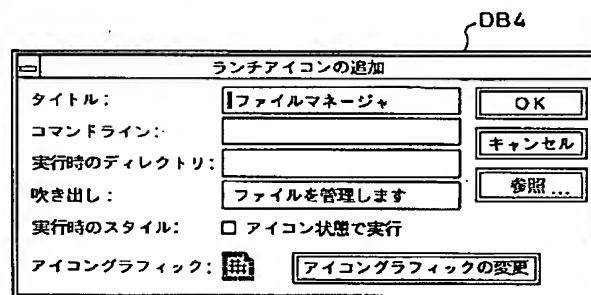 DB4
ランチアイコンの追加
タイトル: ファイルマネージャ OK
コマンドライン: キャンセル
実行時のディレクトリ:
吹き出し: ファイルを管理します 参照...
実行時のスタイル: □ アイコン状態で実行
アイコングラフィック: アイコングラフィックの変更